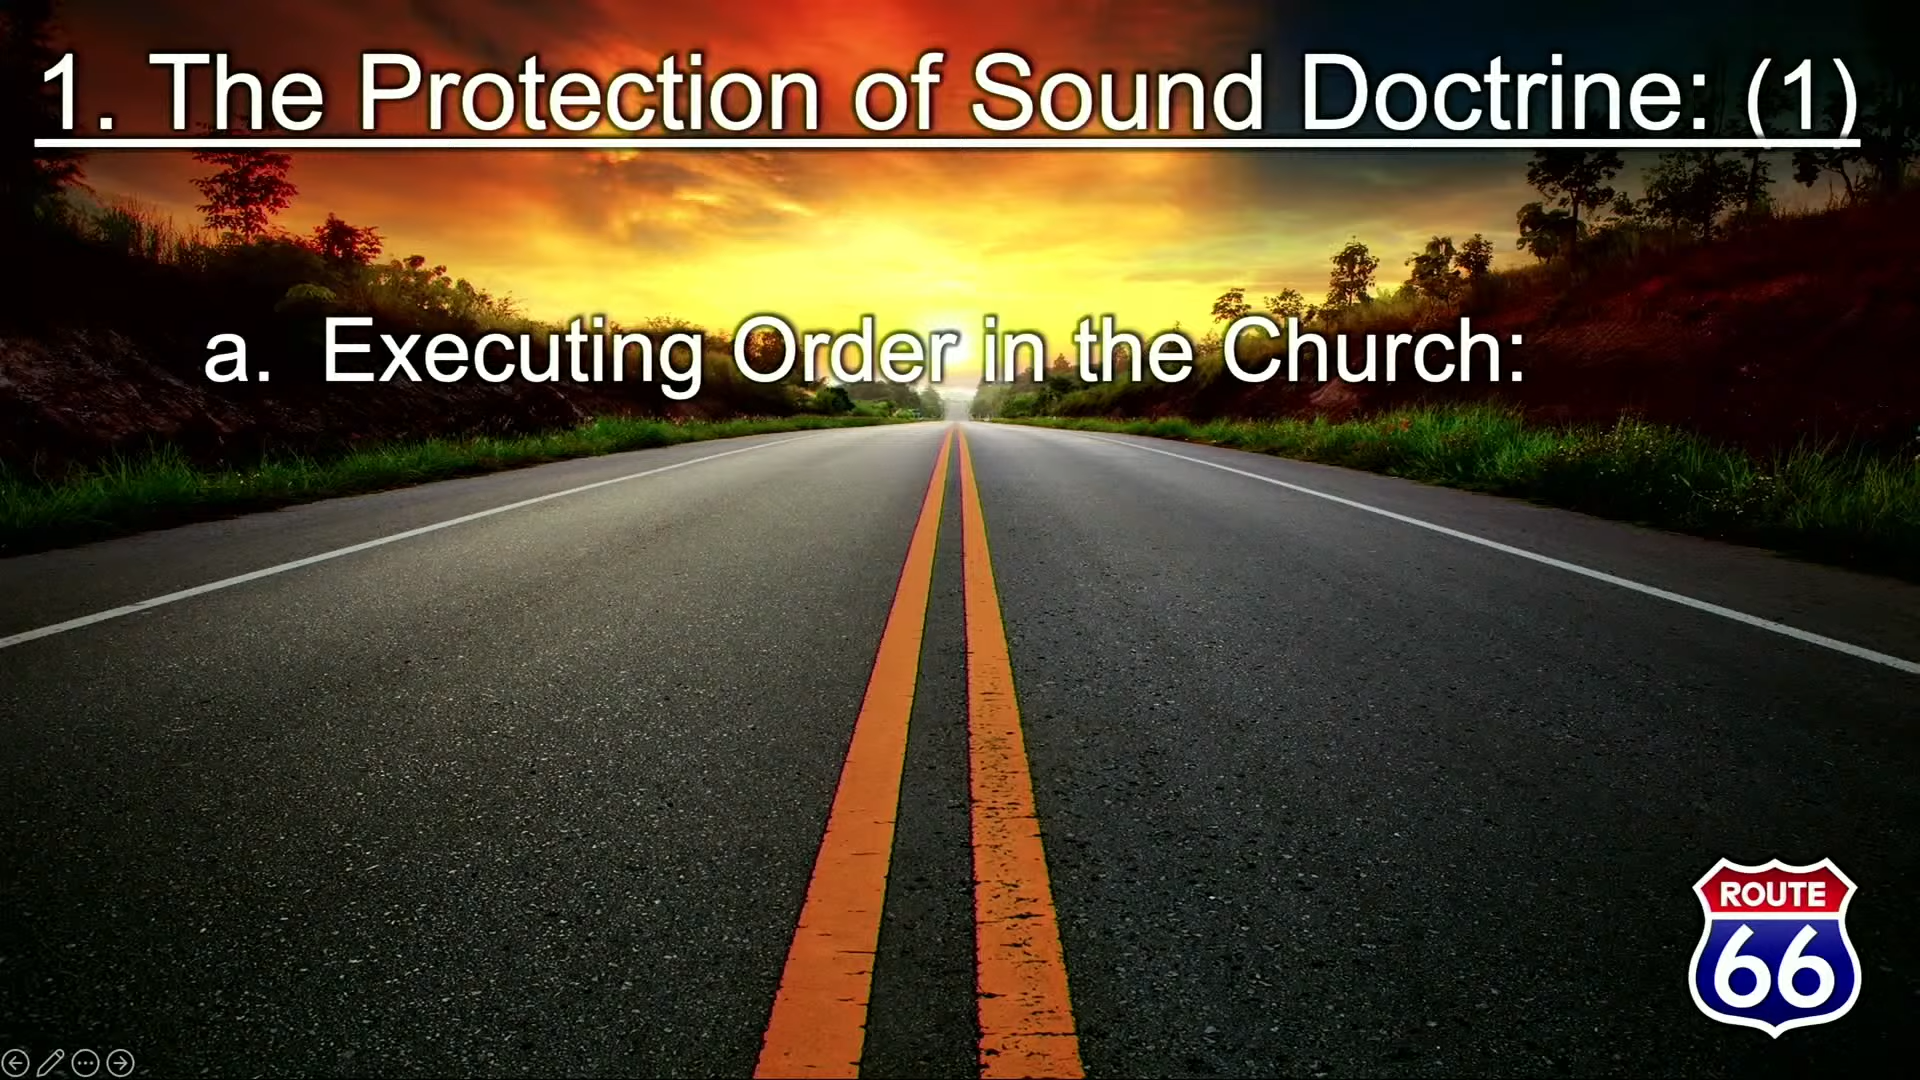 1. The Protection of Sound Doctrine: (1)
a. Executing Order in the Church:
ROUTE
66